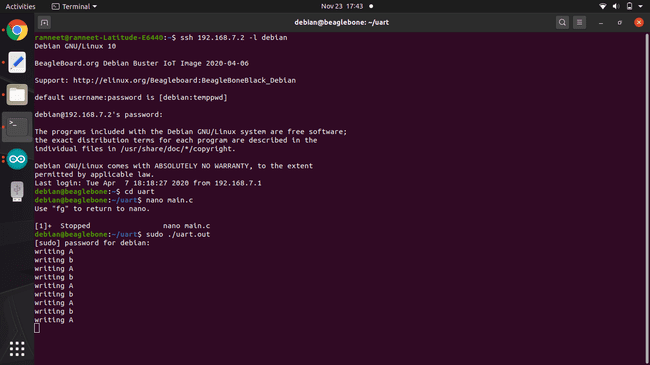 Activities
Terminal
Nov 23 17:43
debian@beaglebone: ~/uart
ramneet@ramneet-Latitude-E6440:~$ ssh 192.168.7.2 -l debian
Debian GNU/Linux 10
BeagleBoard.org Debian Buster IoT Image 2020-04-06
Support: http://elinux.org/Beagleboard:BeagleBoneBlack_Debian
default username:password is [debian:temppwd]
debian@192.168.7.2's password:
The programs included with the Debian GNU/Linux system are free software;
the exact distribution terms for each program are described in the
individual files in /usr/share/doc/*/copyright.
Debian GNU/Linux comes with ABSOLUTELY NO WARRANTY, to the extent
permitted by applicable law.
Last login: Tue Apr  7 18:18:27 2020 from 192.168.7.1
debian@beaglebone:~$ cd uart
debian@beaglebone:~/uart$ nano main.c
Use "fg" to return to nano.
[1]+  Stopped                 nano main.c
debian@beaglebone:~/uart$ sudo ./uart.out
[sudo] password for debian:
writing A
writing b
writing A
writing b
writing A
writing b
writing A
writing b
writing A